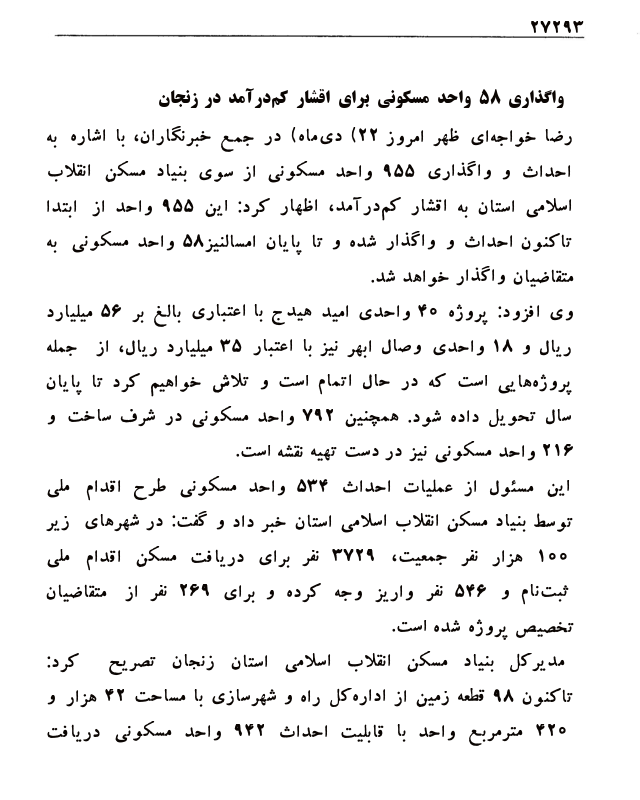 ۲۷۲۹۳
واگذاری ۵۸ واحد مسکونی برای اقشار کم‌درآمد در زنجان
رضا خواجه‌ای ظهر امروز ۲۲) دی‌ماه) در جمع خبرنگاران، با اشاره به
احداث و واگذاری ۹۵۵ واحد مسکونی از سوی بنیاد مسکن انقلاب
اسلامی استان به اقشار کم‌درآمد، اظهار کرد: این ۹۵۵ واحد از ابتدا
تاکنون احداث و واگذار شده و تا پایان امسالنیز۵۸ واحد مسکونی به
متقاضیان واگذار خواهد شد.
وی افزود: پروژه ۴۰ واحدی امید هیدج با اعتباری بالغ بر ۵۶ میلیارد
ریال و ۱۸ واحدی وصال ابهر نیز با اعتبار ۳۵ میلیارد ریال، از جمله
پروژه‌هایی است که در حال اتمام است و تلاش خواهیم کرد تا پایان
سال تحویل داده شود. همچنین ۷۹۲ واحد مسکونی در شرف ساخت و
۲۱۶ واحد مسکونی نیز در دست تهیه نقشه است.
این مسئول از عملیات احداث ۵۳۴ واحد مسکونی طرح اقدام ملی
توسط بنیاد مسکن انقلاب اسلامی استان خبر داد و گفت: در شهرهای زیر
۱۰۰ هزار نفر جمعیت، ۳۷۲۹ نفر برای دریافت مسکن اقدام ملی
ثبت‌نام و ۵۴۶ نفر واریز وجه کرده و برای ۲۶۹ نفر از متقاضیان
تخصیص پروژه شده است.
مدیرکل بنیاد مسکن انقلاب اسلامی استان زنجان تصریح کرد:
تاکنون ۹۸ قطعه زمین از اداره‌کل راه و شهرسازی با مساحت ۴۲ هزار و
۴۲۰ مترمربع واحد با قابلیت احداث ۹۴۲ واحد مسکونی دریافت